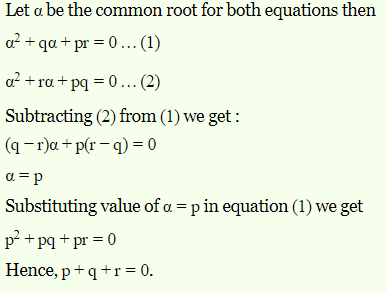 Let α be the common root for both equations then
α² + qα + pr = 0 … (1)
α² + rα + pq = 0 … (2)
Subtracting (2) from (1) we get :
(q − r)α + p(r − q) = 0
α = p
Substituting value of α = p in equation (1) we get
p² + pq + pr = 0
Hence, p + q + r = 0.